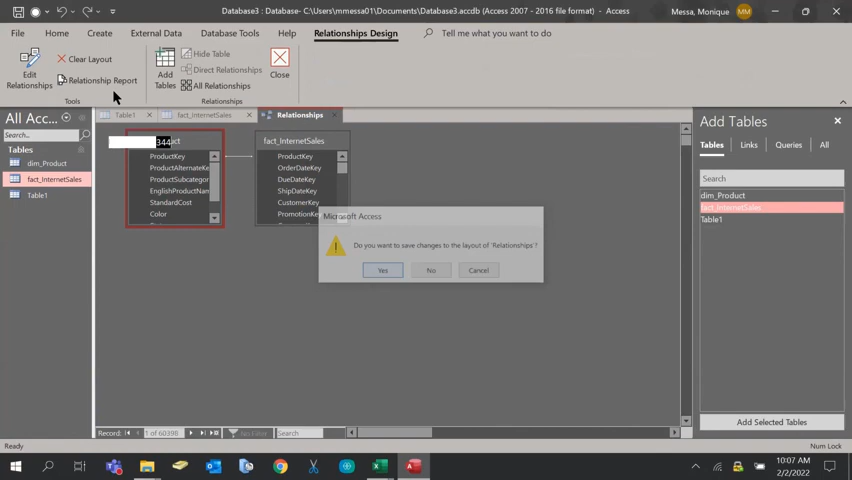 Database3 : Database- C:\Users\mmessa01\Documents\Database3.accdb (Access 2007 - 2016 file format) - Access
Messa, Monique
MM
File
Home
Create
External Data
Database Tools
Help
Relationships Design
Tell me what you want to do
Edit Relationships
Clear Layout
Relationship Report
Tools
Add Tables
Hide Table
Direct Relationships
All Relationships
Relationships
Close
All Acc...
Search...
Tables
dim_Product
fact_InternetSales
Table1
Table1
fact_InternetSales
Relationships
344
ProductKey
ProductAlternateKe
ProductSubcategor
EnglishProductNam
StandardCost
Color
fact_InternetSales
ProductKey
OrderDateKey
DueDateKey
ShipDateKey
CustomerKey
PromotionKey
Microsoft Access
Do you want to save changes to the layout of 'Relationships'?
Yes
No
Cancel
Add Tables
Tables
Links
Queries
All
Search
dim_Product
fact_InternetSales
Table1
Add Selected Tables
Record:
1 of 60398
No Filter
Search
Ready
Num Lock
10:07 AM
2/2/2022